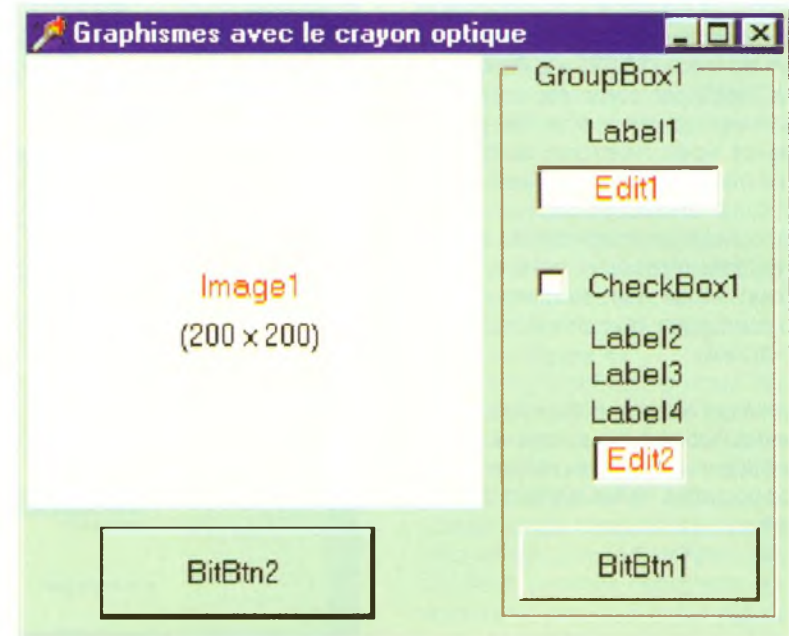 Graphismes avec le crayon optique
Image1
(200 x 200)
BitBtn2
GroupBox1
Label1
Edit1
CheckBox1
Label2
Label3
Label4
Edit2
BitBtn1